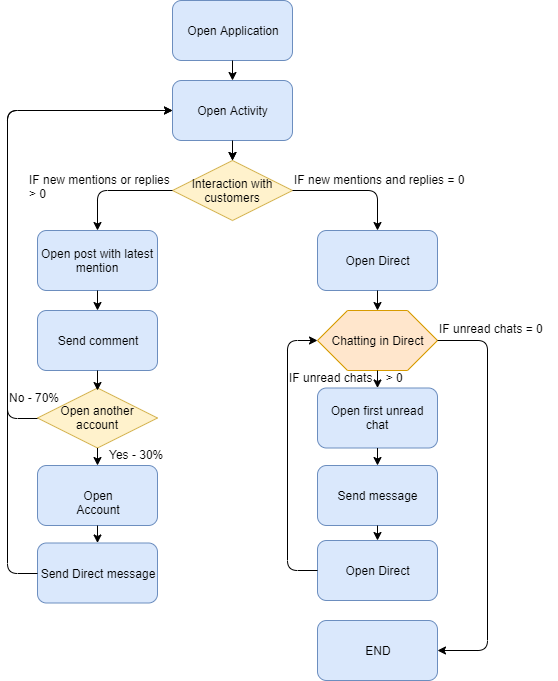 Open Application
Open Activity
Interaction with
customers
IF new mentions or replies
> 0
IF new mentions and replies = 0
Open post with latest
mention
Open Direct
Send comment
Chatting in Direct
IF unread chats = 0
IF unread chats > 0
No - 70%
Open another
account
Open first unread
chat
Yes - 30%
Open
Account
Send message
Send Direct message
Open Direct
END